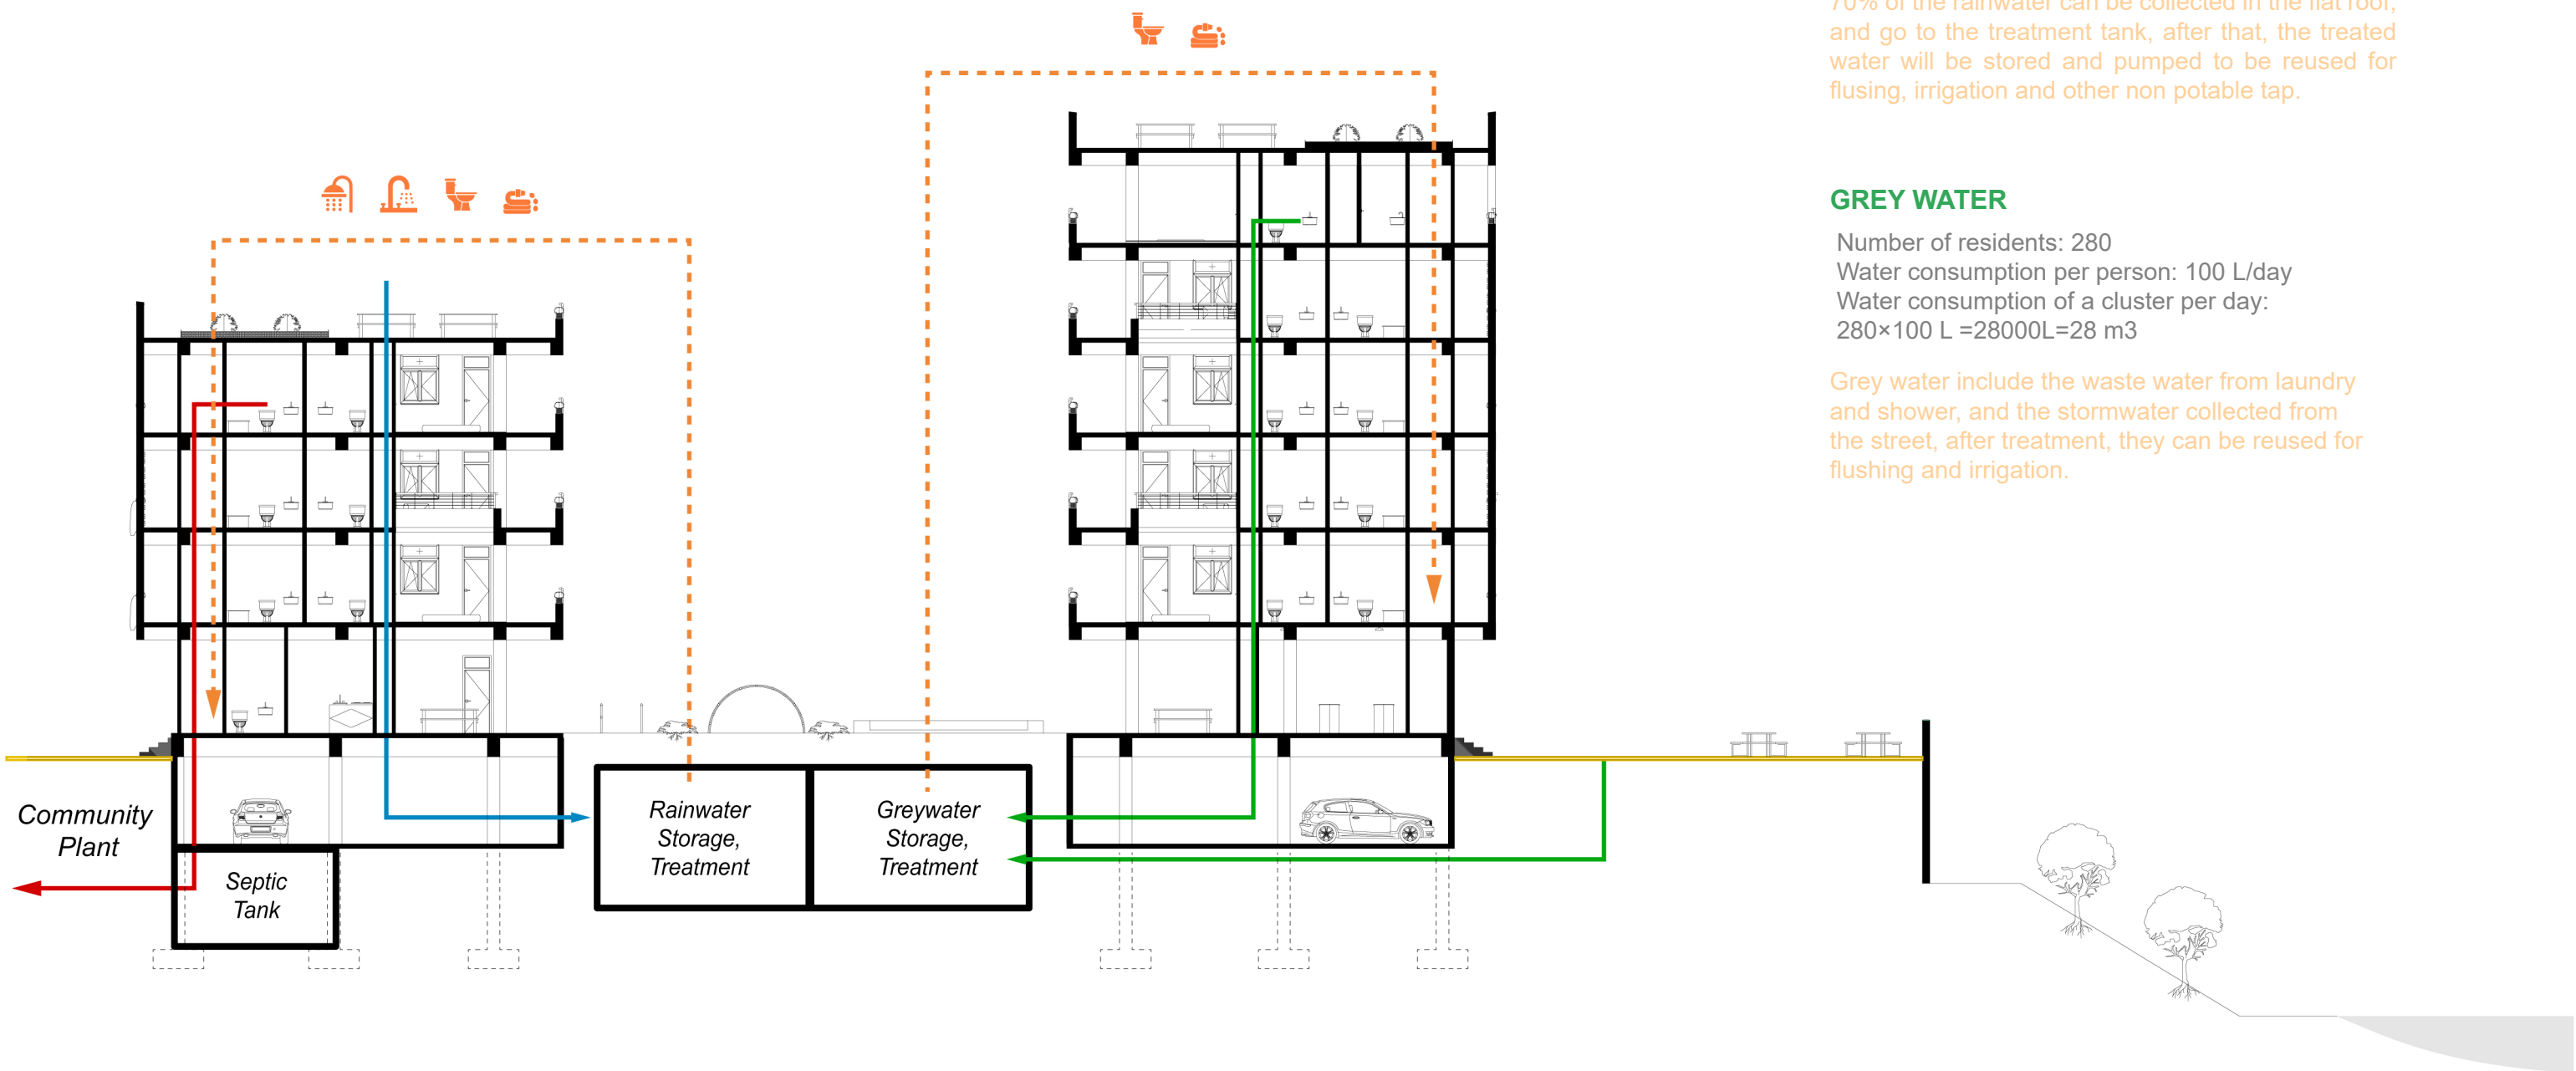 70% of the rainwater can be collected in the flat roof,
and go to the treatment tank, after that, the treated
water will be stored and pumped to be reused for
flusing, irrigation and other non potable tap.
GREY WATER
Number of residents: 280
Water consumption per person: 100 L/day
Water consumption of a cluster per day:
280×100 L =28000L=28 m3
Grey water include the waste water from laundry
and shower, and the stormwater collected from
the street, after treatment, they can be reused for
flushing and irrigation.
Community
Plant
Septic
Tank
Rainwater
Storage,
Treatment
Greywater
Storage,
Treatment